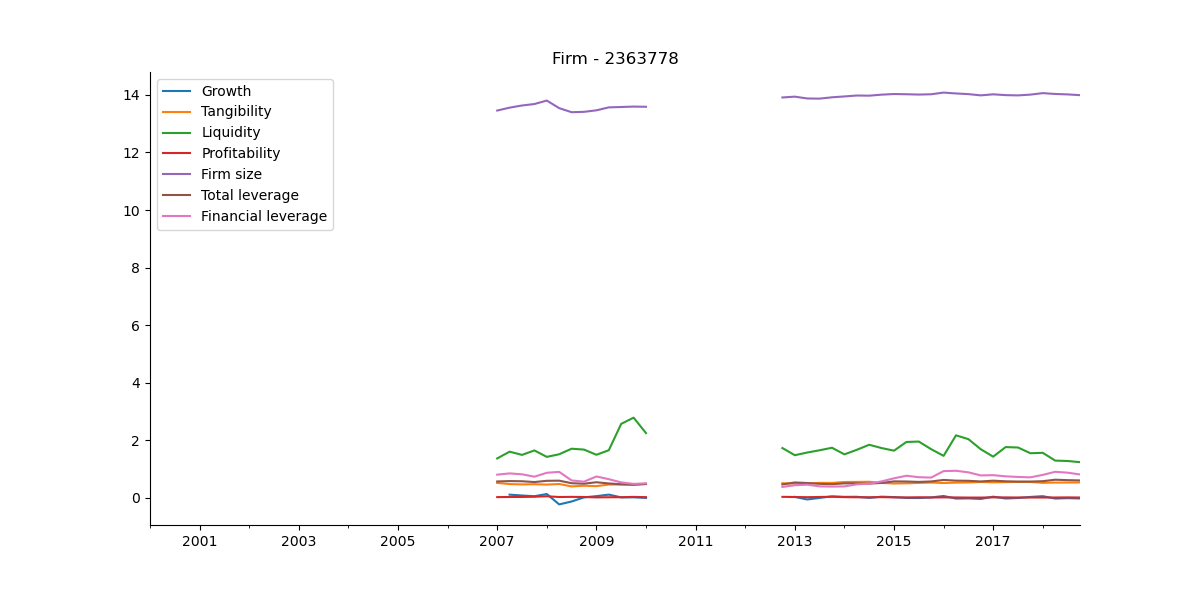 Firm - 2363778
Growth
Tangibility
Liquidity
Profitability
Firm size
Total leverage
Financial leverage
14
12
10
8
6
4
2
0
2001 2003 2005 2007 2009 2011 2013 2015 2017